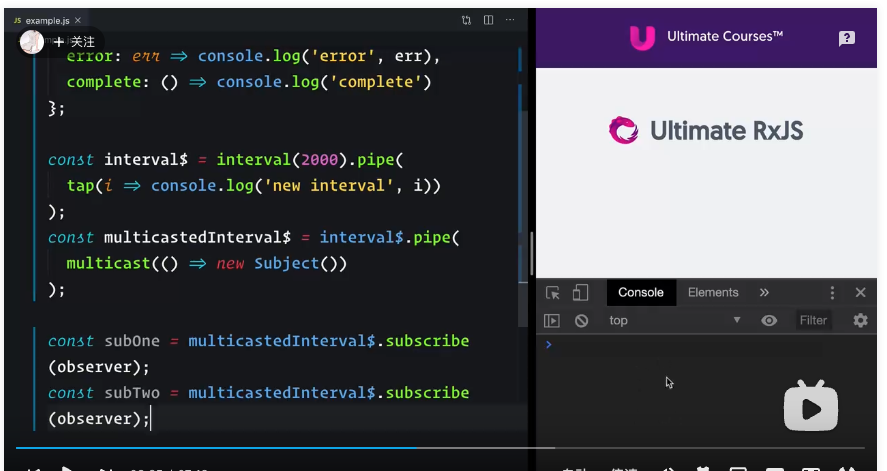 JS example.js ×
+ 关注
error: err => console.log('error', err),
complete: () => console.log('complete')
};
const interval$ = interval(2000).pipe(
tap(i => console.log('new interval', i))
);
const multicastedInterval$ = interval$.pipe(
multicast(() => new Subject())
);
const subOne = multicastedInterval$.subscribe
(observer);
const subTwo = multicastedInterval$.subscribe
(observer);
Ultimate Courses™
?
Ultimate RxJS
Console Elements »
top Filter
>